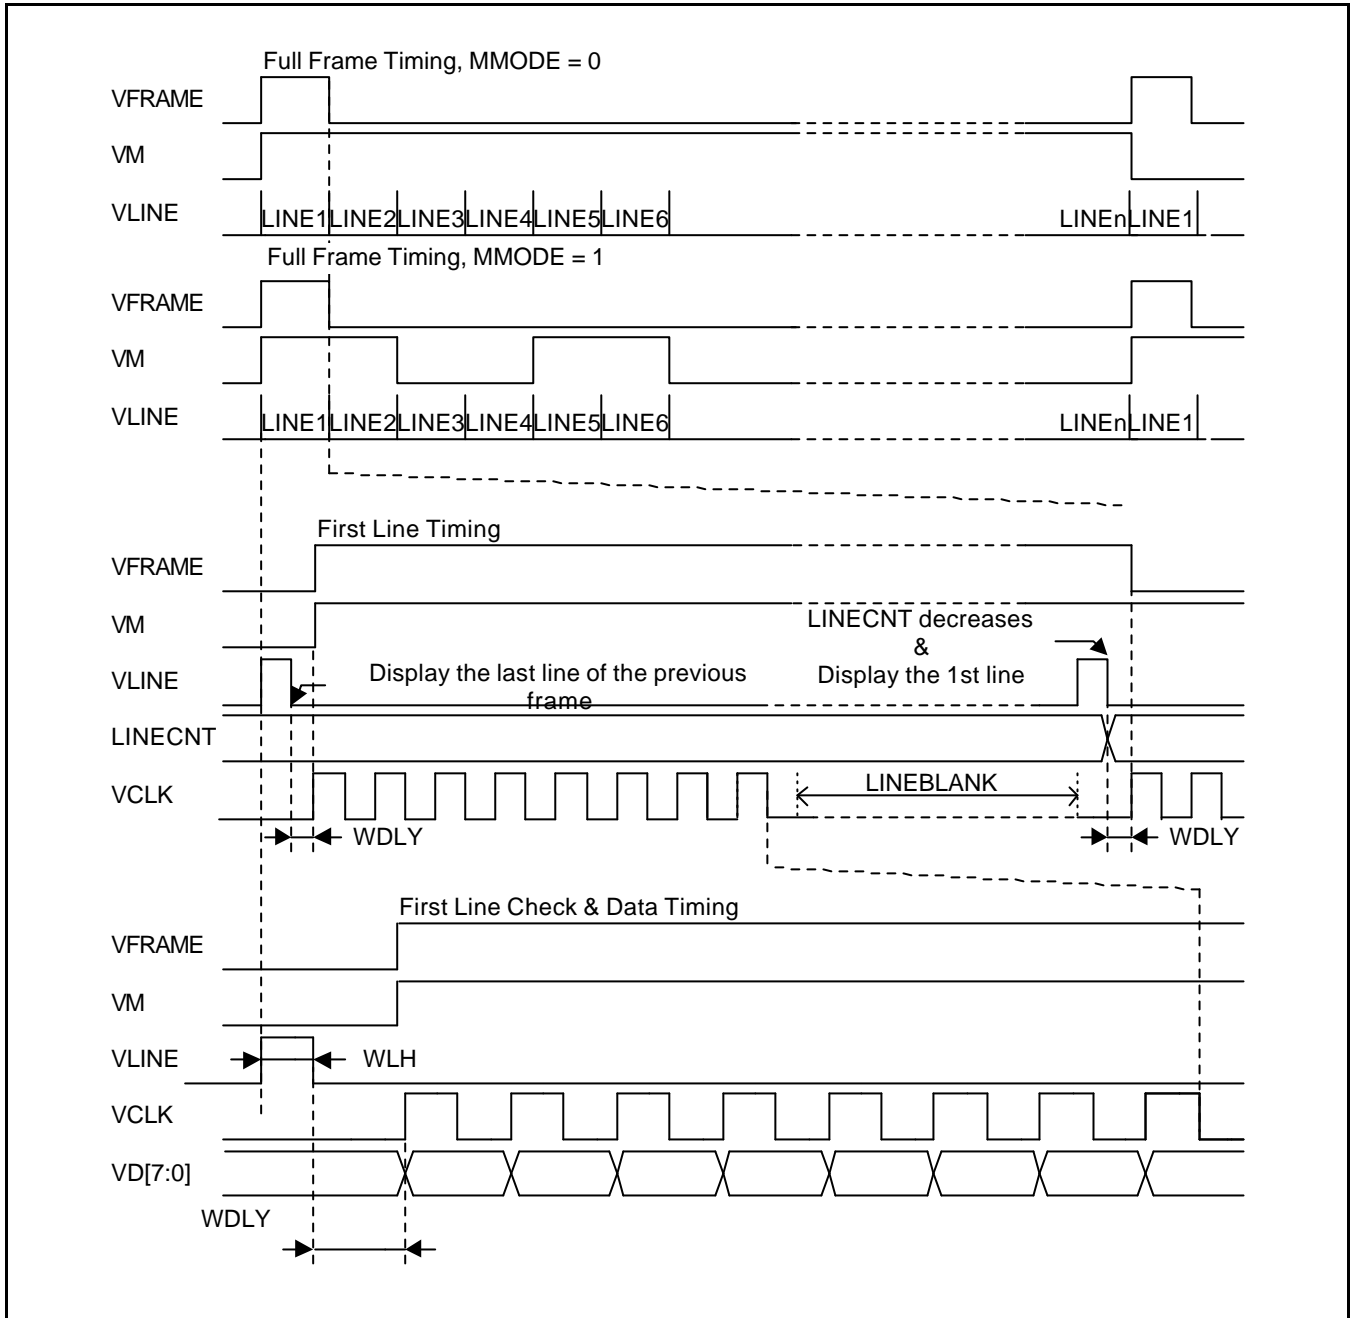 Full Frame Timing, MMODE = 0
VFRAME
VM
VLINE
LINE1 LINE2 LINE3 LINE4 LINE5 LINE6 LINEn LINE1
Full Frame Timing, MMODE = 1
VFRAME
VM
VLINE
LINE1 LINE2 LINE3 LINE4 LINE5 LINE6 LINEn LINE1
First Line Timing
VFRAME
VM
LINECNT decreases
&
Display the 1st line
VLINE
Display the last line of the previous
frame
LINECNT
VCLK
LINEBLANK
WDLY
WDLY
First Line Check & Data Timing
VFRAME
VM
VLINE
WLH
VCLK
VD[7:0]
WDLY